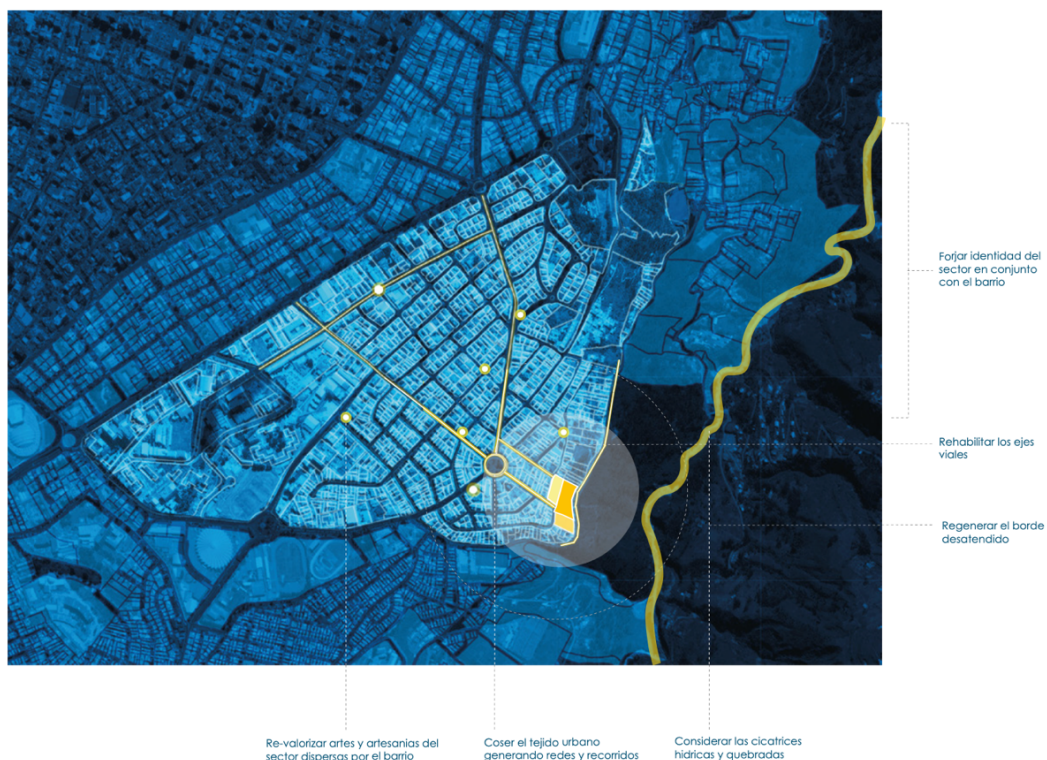 Forjar identidad del
sector en conjunto
con el barrio
Rehabilitar los ejes
viales
Regenerar el borde
desatendido
Re-valorizar artes y artesanias del
sector dispersas por el barrio
Coser el tejido urbano
generando redes y recorridos
Considerar las cicatrices
hídricas y quebradas